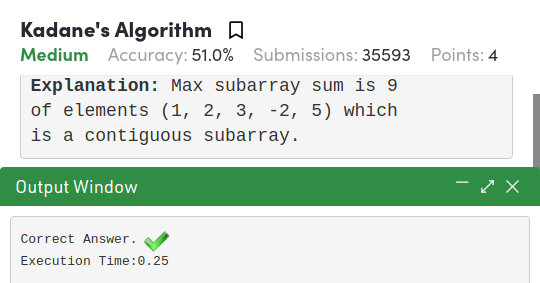 Kadane's Algorithm
Medium Accuracy: 51.0% Submissions: 35593 Points: 4
Explanation: Max subarray sum is 9
of elements (1, 2, 3, -2, 5) which
is a contiguous subarray.
Output Window
Correct Answer.
Execution Time:0.25